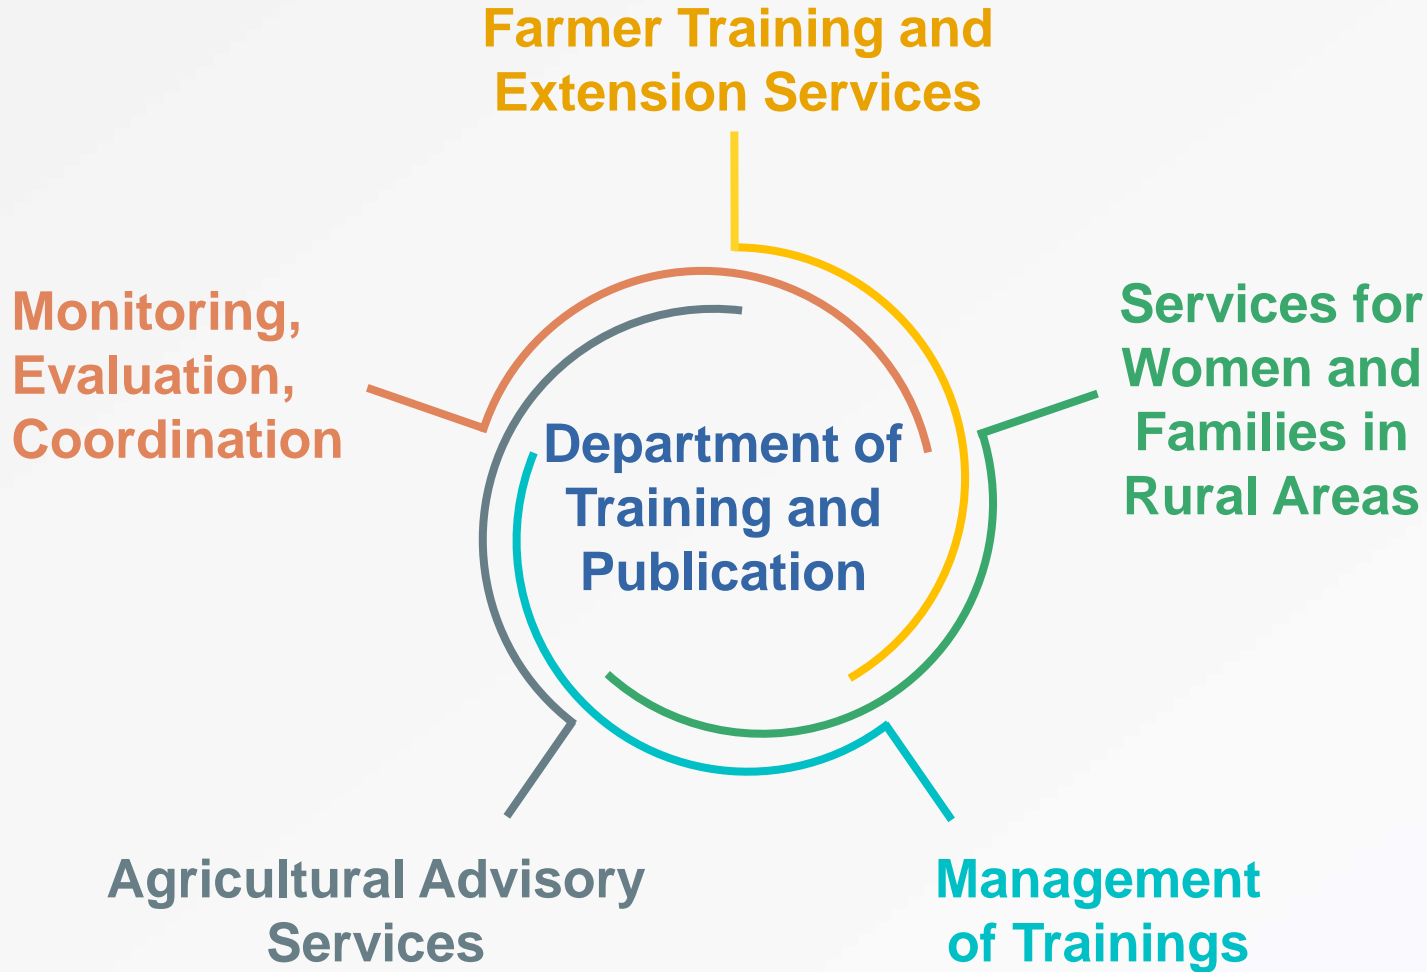 Farmer Training and
Extension Services
Monitoring,
Evaluation,
Coordination
Services for
Women and
Families in
Rural Areas
Department of
Training and
Publication
Agricultural Advisory
Services
Management
of Trainings